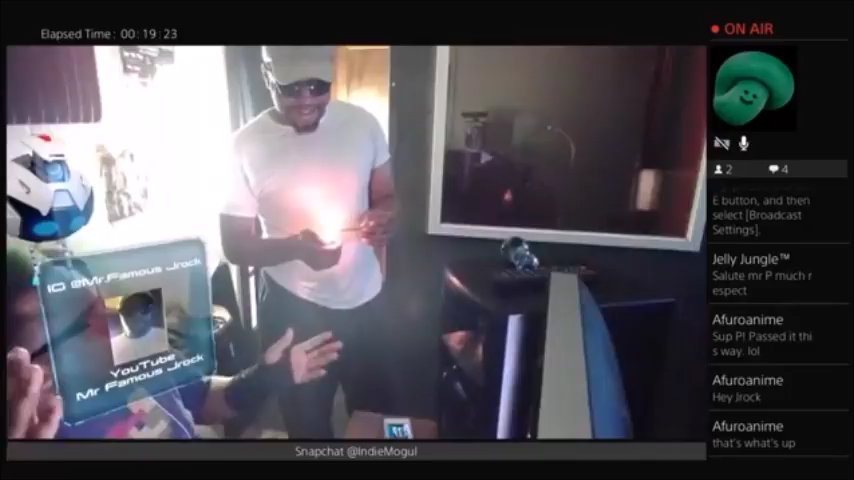 Elapsed Time: 00:19:23
ON AIR
2
4
E button, and then
select [Broadcast
Settings].
Jelly Jungle™
Salute mr P much r
espect
Afuroanime
Sup P! Passed it thi
s way. lol
Afuroanime
Hey Jrock
Afuroanime
that's what's up
IG @Mr.Famous Jrock
YouTube
Mr Famous Jrock
Snapchat @IndieMogul